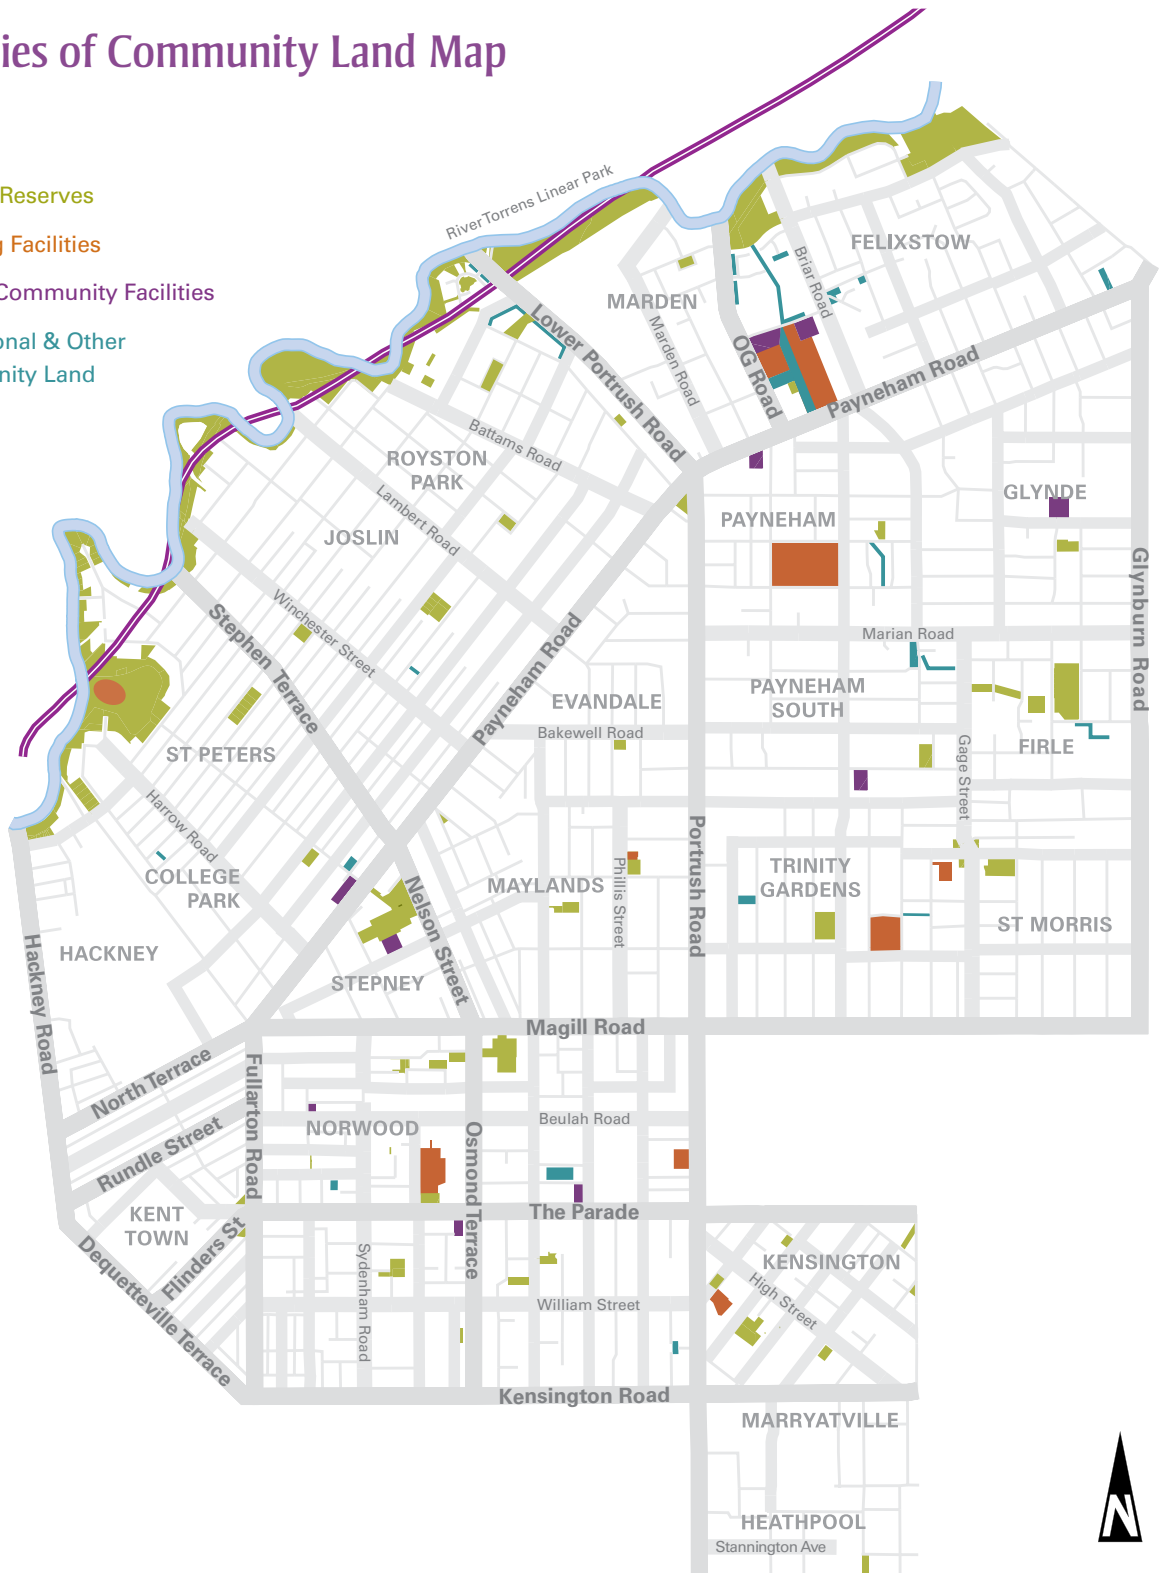 ies of Community Land Map
Reserves
g Facilities
Community Facilities
onal & Other
nity Land
River Torrens Linear Park
FELIXSTOW
Briar Road
MARDEN
Marden Road
Lower Portrush Road
OG Road
Payneham Road
Battams Road
ROYSTON
PARK
Lambert Road
JOSLIN
GLYNDE
PAYNEHAM
Glynburn Road
Winchester Street
Stephen Terrace
Payneham Road
Marian Road
EVANDALE
Bakewell Road
PAYNEHAM
SOUTH
Gage Street
FIRLE
ST PETERS
Harrow Road
COLLEGE
PARK
MAYLANDS
Phillis Street
Portrush Road
TRINITY
GARDENS
ST MORRIS
Nelson Street
HACKNEY
Hackney Road
STEPNEY
Magill Road
North Terrace
Fullarton Road
Rundle Street
NORWOOD
Osmond Terrace
Beulah Road
KENT
TOWN
The Parade
Flinders St
Dequetteville Terrace
Sydenham Road
William Street
KENSINGTON
High Street
Kensington Road
MARRYATVILLE
HEATHPOOL
Stannington Ave
N